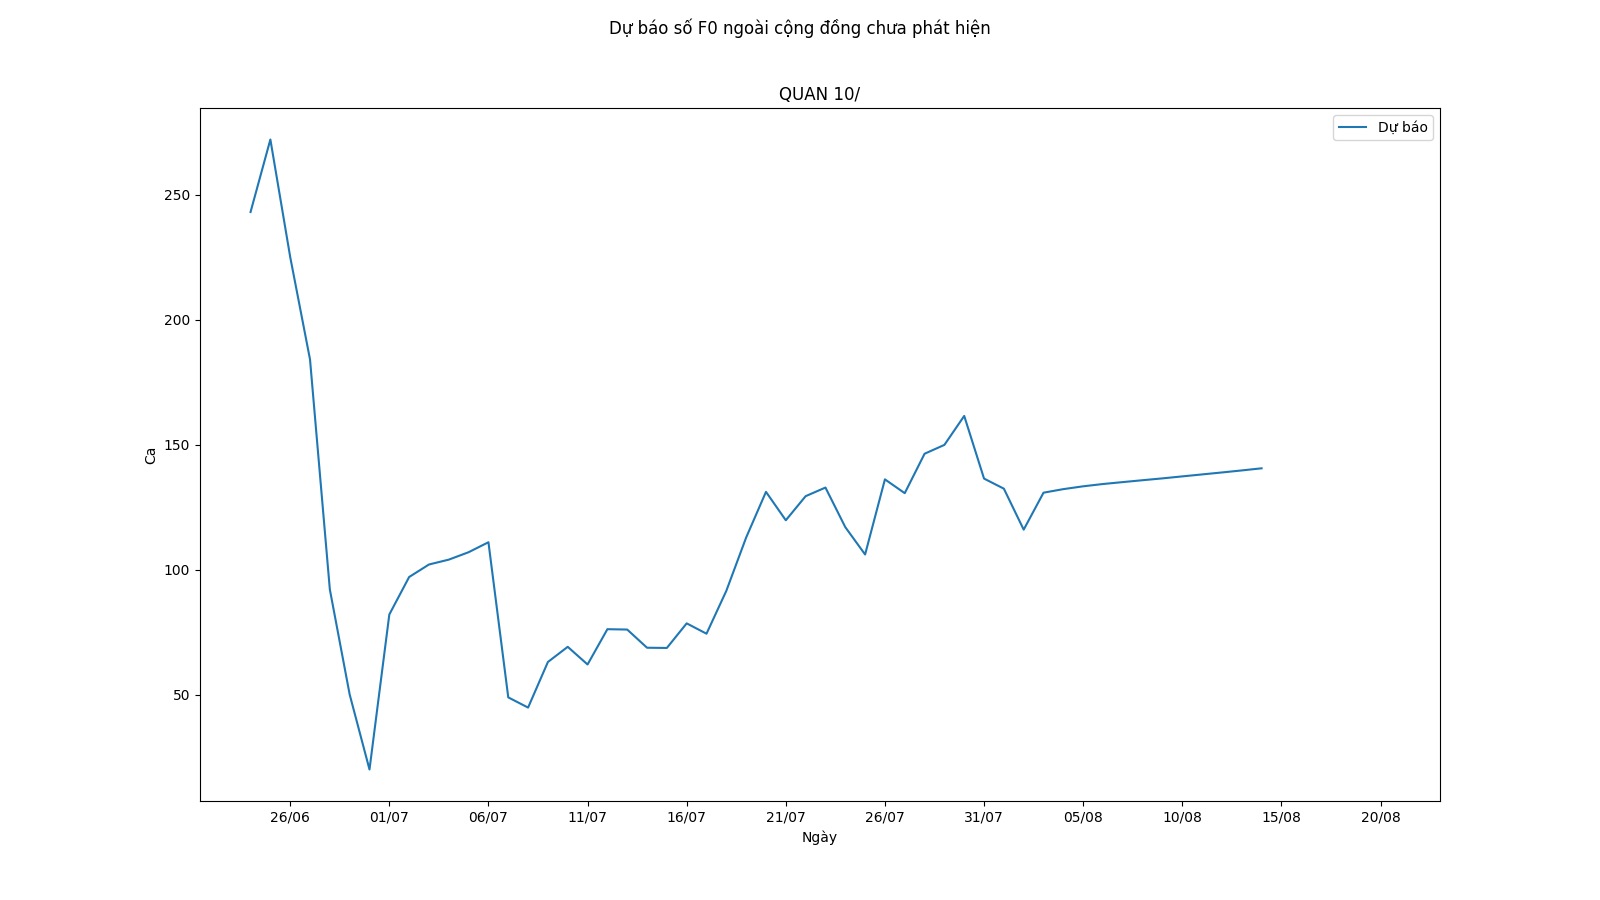 Dự báo số F0 ngoài cộng đồng chưa phát hiện
QUAN 10/
Dự báo
250
200
150
100
50
Ca
26/06 01/07 06/07 11/07 16/07 21/07 26/07 31/07 05/08 10/08 15/08 20/08
Ngày